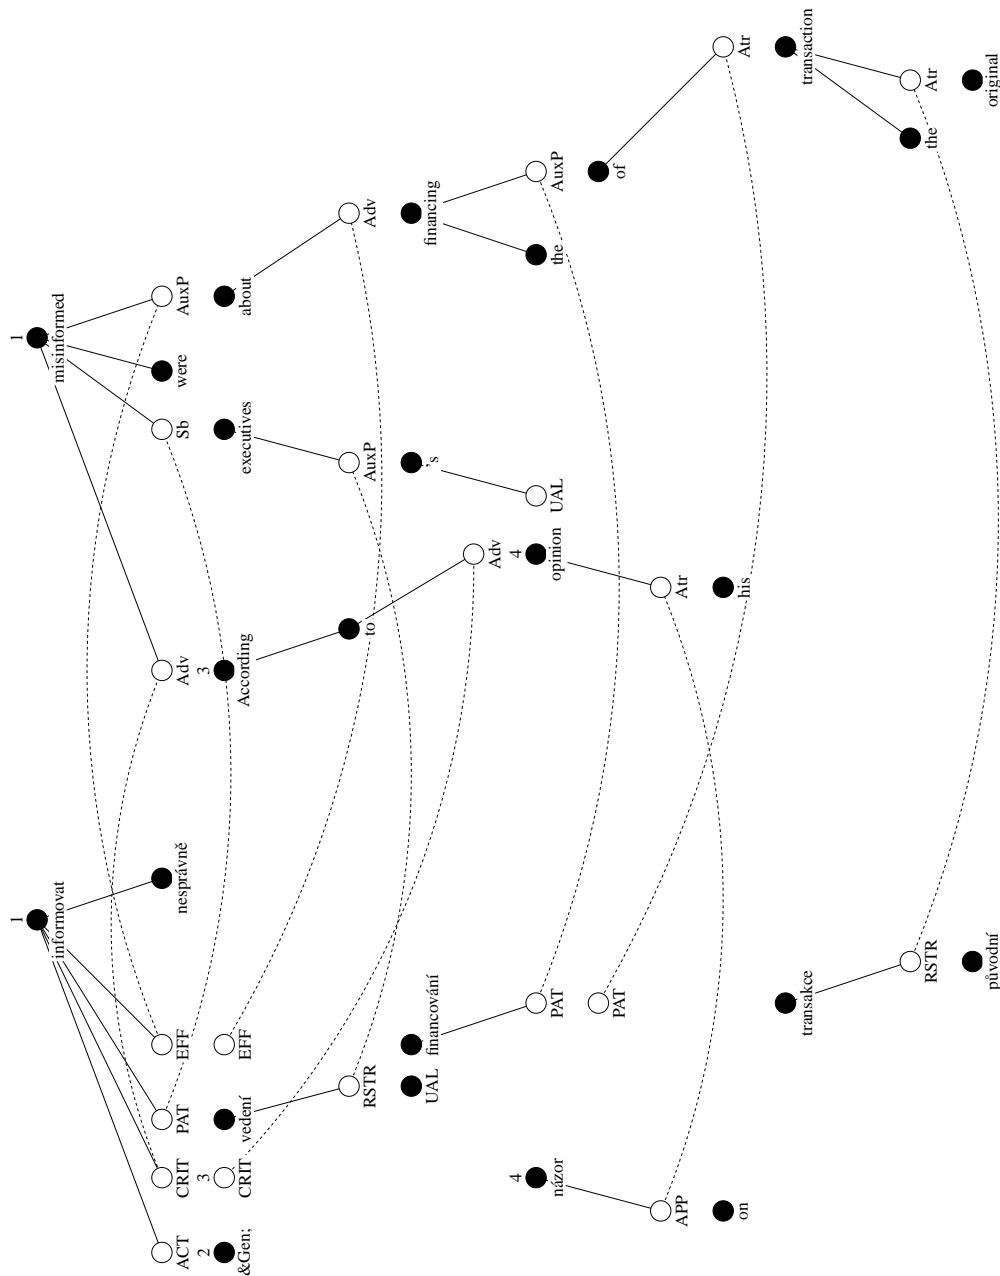 1 1
informovat misinformed
ACT CRIT PAT EFF nesprávně Adv Sb were AuxP
2 3 3
&Gen; CRIT vedení EFF According executives about
RSTR to AuxP Adv
UAL financování 's financing
Adv
4 4
názor PAT opinion UAL the AuxP
PAT of
APP Atr
on his Atr
transakce transaction
RSTR the Atr
původní original